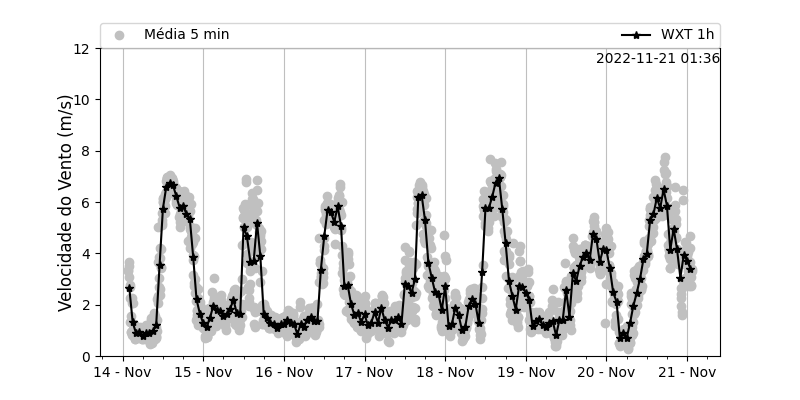 Média 5 min
WXT 1h
2022-11-21 01:36
Velocidade do Vento (m/s)
12
10
8
6
4
2
0
14 - Nov
15 - Nov
16 - Nov
17 - Nov
18 - Nov
19 - Nov
20 - Nov
21 - Nov